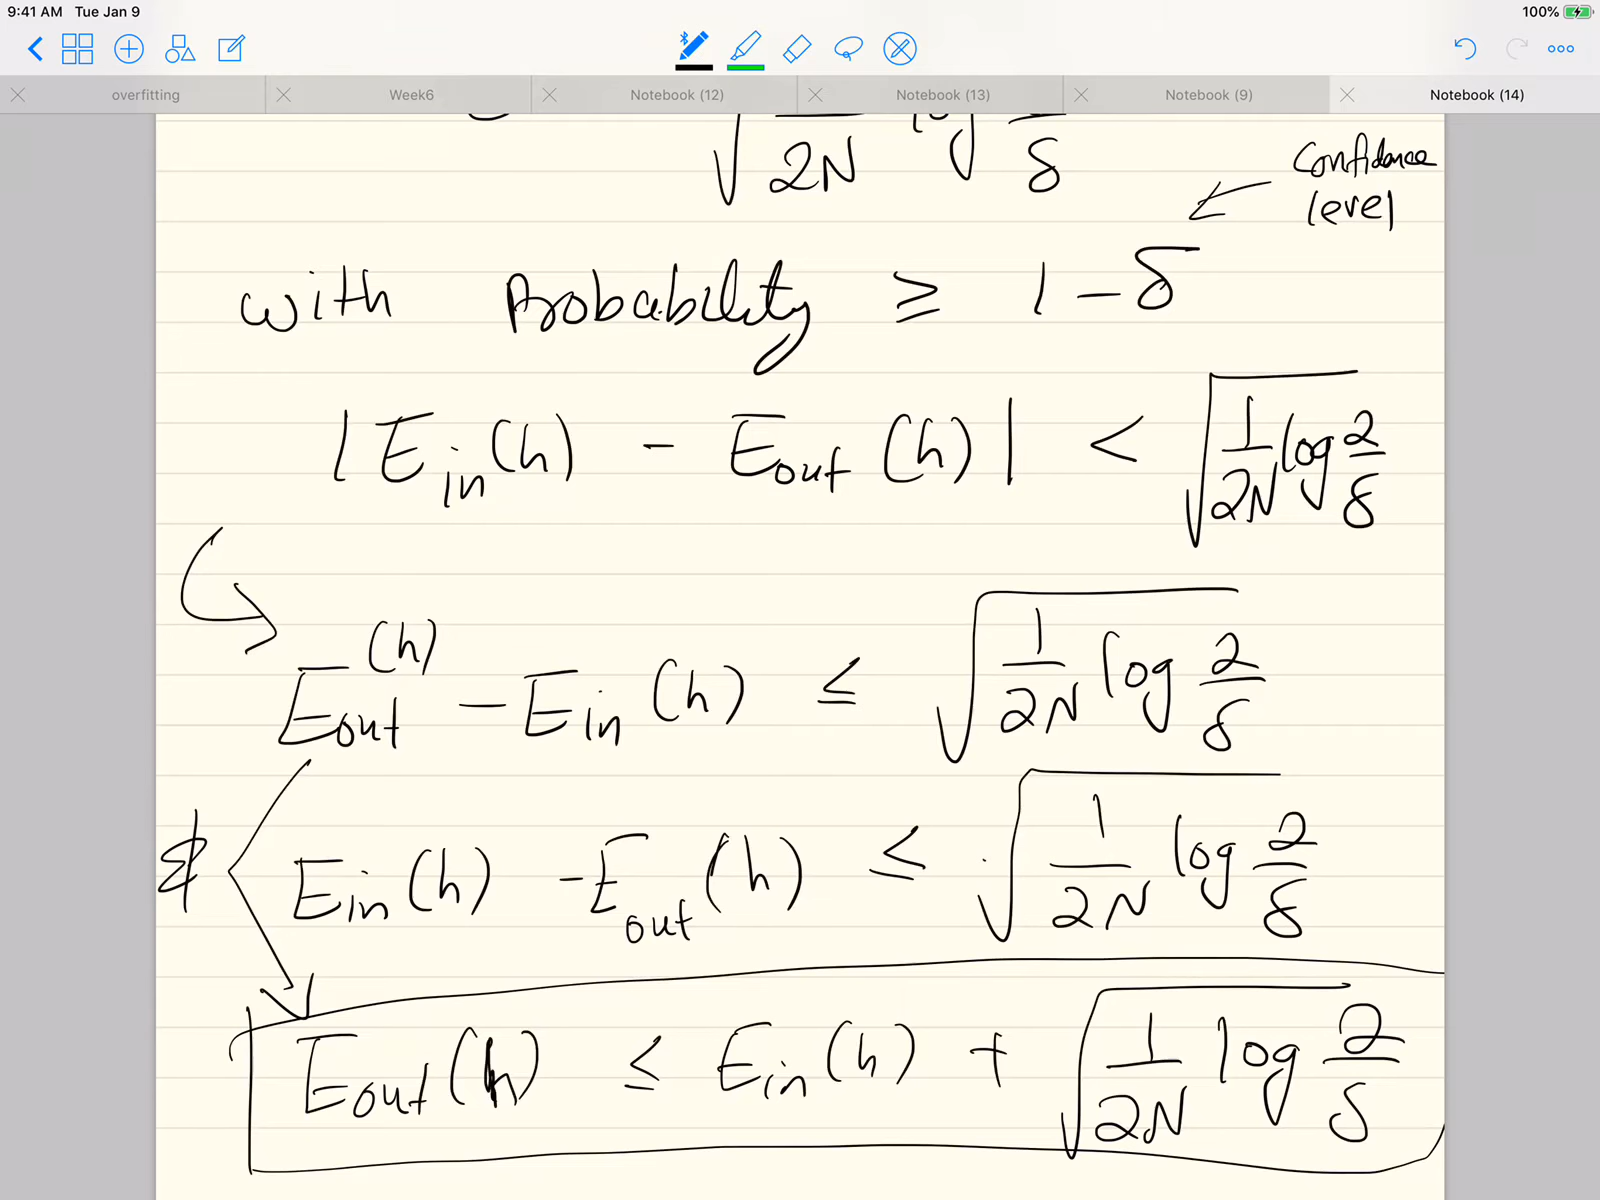 9:41 AM Tue Jan 9 100%
overfitting Week6 Notebook (12) Notebook (13) Notebook (9) Notebook (14)
√ 2N log δ
Confidence
level
with Probability ≥ 1 - δ
| E_in(h) - E_out(h) | < √(1/2N log 2/δ)
E_out(h) - E_in(h) ≤ √(1/2N log 2/δ)
& E_in(h) - E_out(h) ≤ √(1/2N log 2/δ)
E_out(h) ≤ E_in(h) + √(1/2N log 2/δ)